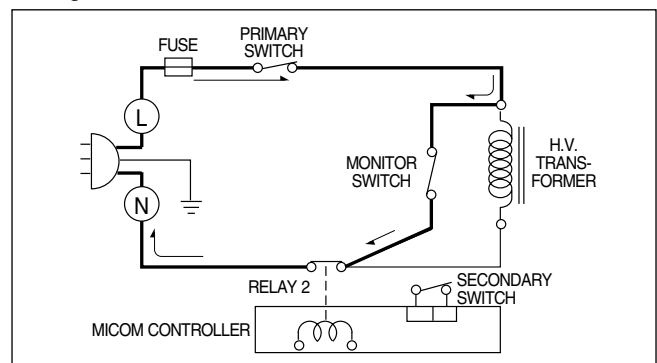 PRIMARY
SWITCH
FUSE
L
H.V.
TRANS-
FORMER
MONITOR
SWITCH
N
RELAY 2
SECONDARY
SWITCH
MICOM CONTROLLER